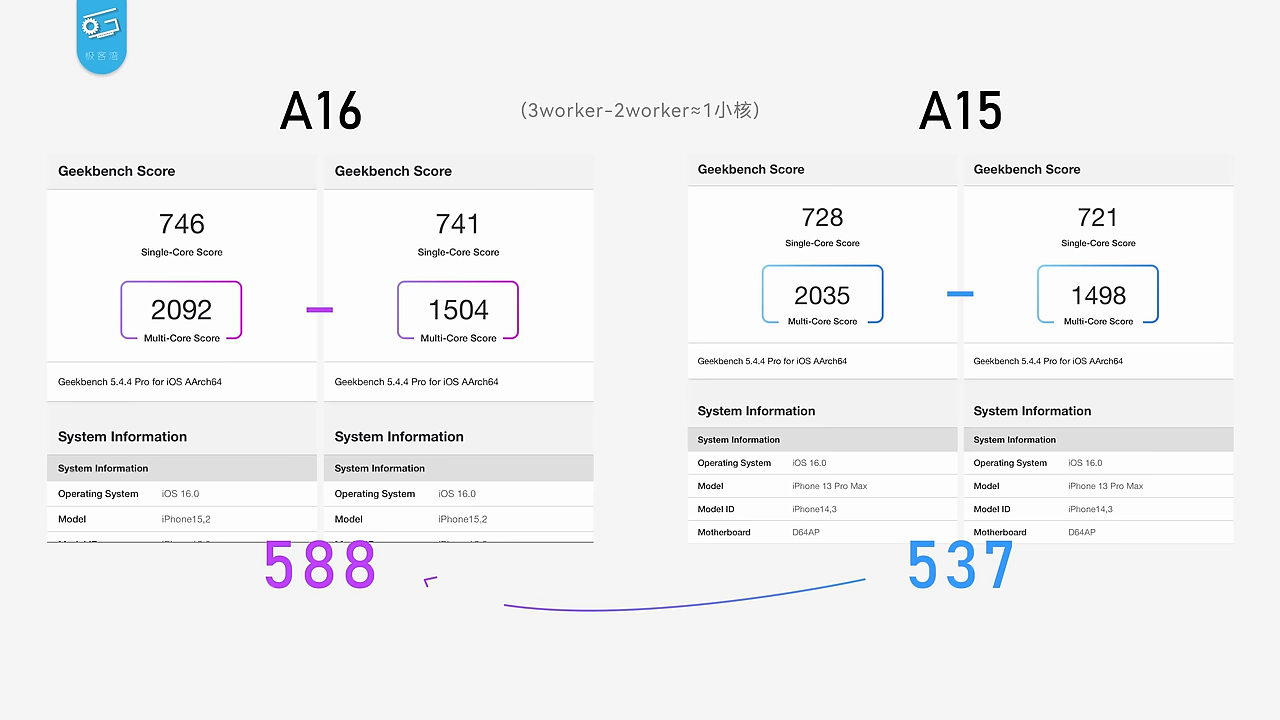 极客湾
A16
(3worker-2worker≈1小核)
A15
Geekbench Score
746
Single-Core Score
2092
Multi-Core Score
Geekbench 5.4.4 Pro for iOS AArch64
System Information
System Information
Operating System iOS 16.0
Model iPhone15,2
Geekbench Score
741
Single-Core Score
1504
Multi-Core Score
Geekbench 5.4.4 Pro for iOS AArch64
System Information
System Information
Operating System iOS 16.0
Model iPhone15,2
588
Geekbench Score
728
Single-Core Score
2035
Multi-Core Score
Geekbench 5.4.4 Pro for iOS AArch64
System Information
System Information
Operating System iOS 16.0
Model iPhone 13 Pro Max
Model ID iPhone14,3
Motherboard D64AP
Geekbench Score
721
Single-Core Score
1498
Multi-Core Score
Geekbench 5.4.4 Pro for iOS AArch64
System Information
System Information
Operating System iOS 16.0
Model iPhone 13 Pro Max
Model ID iPhone14,3
Motherboard D64AP
537